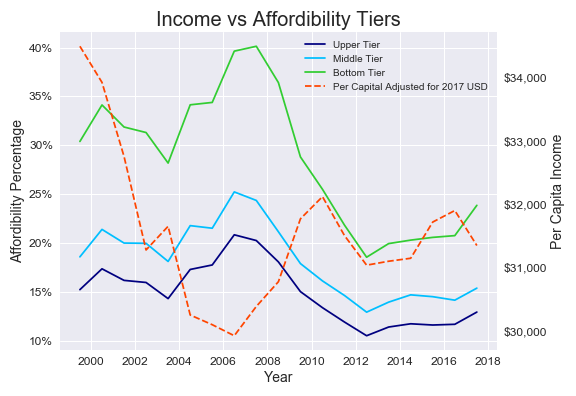 Income vs Affordibility Tiers
Upper Tier
Middle Tier
Bottom Tier
Per Capital Adjusted for 2017 USD
Affordibility Percentage
40%
35%
30%
25%
20%
15%
10%
$34,000
$33,000
$32,000
$31,000
$30,000
Per Capita Income
2000 2002 2004 2006 2008 2010 2012 2014 2016 2018
Year